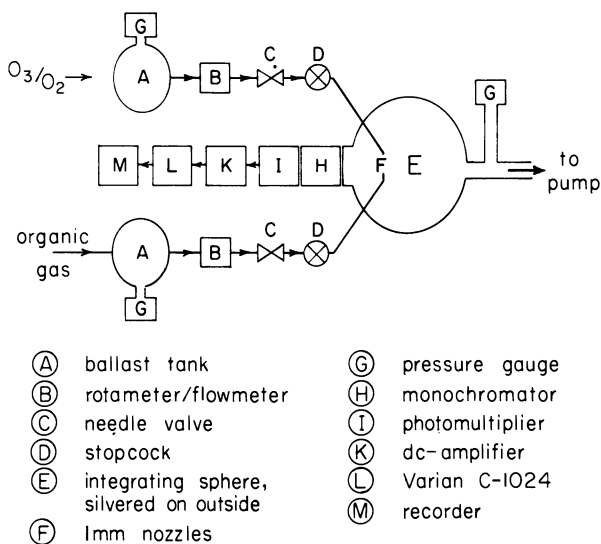 G
C D
O3/O2 A B
G
M L K I H F E
to
pump
C D
organic
gas
A B
G
A ballast tank
B rotameter/flowmeter
C needle valve
D stopcock
E integrating sphere,
silvered on outside
F 1mm nozzles
G pressure gauge
H monochromator
I photomultiplier
K dc-amplifier
L Varian C-1024
M recorder